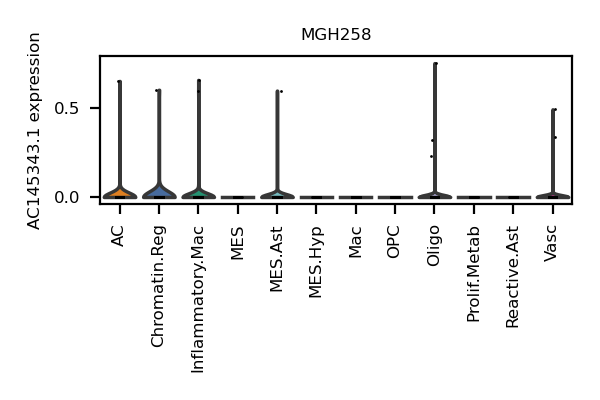 MGH258
AC145343.1 expression
0.5
0.0
AC
Chromatin.Reg
Inflammatory.Mac
MES
MES.Ast
MES.Hyp
Mac
OPC
Oligo
Prolif.Metab
Reactive.Ast
Vasc